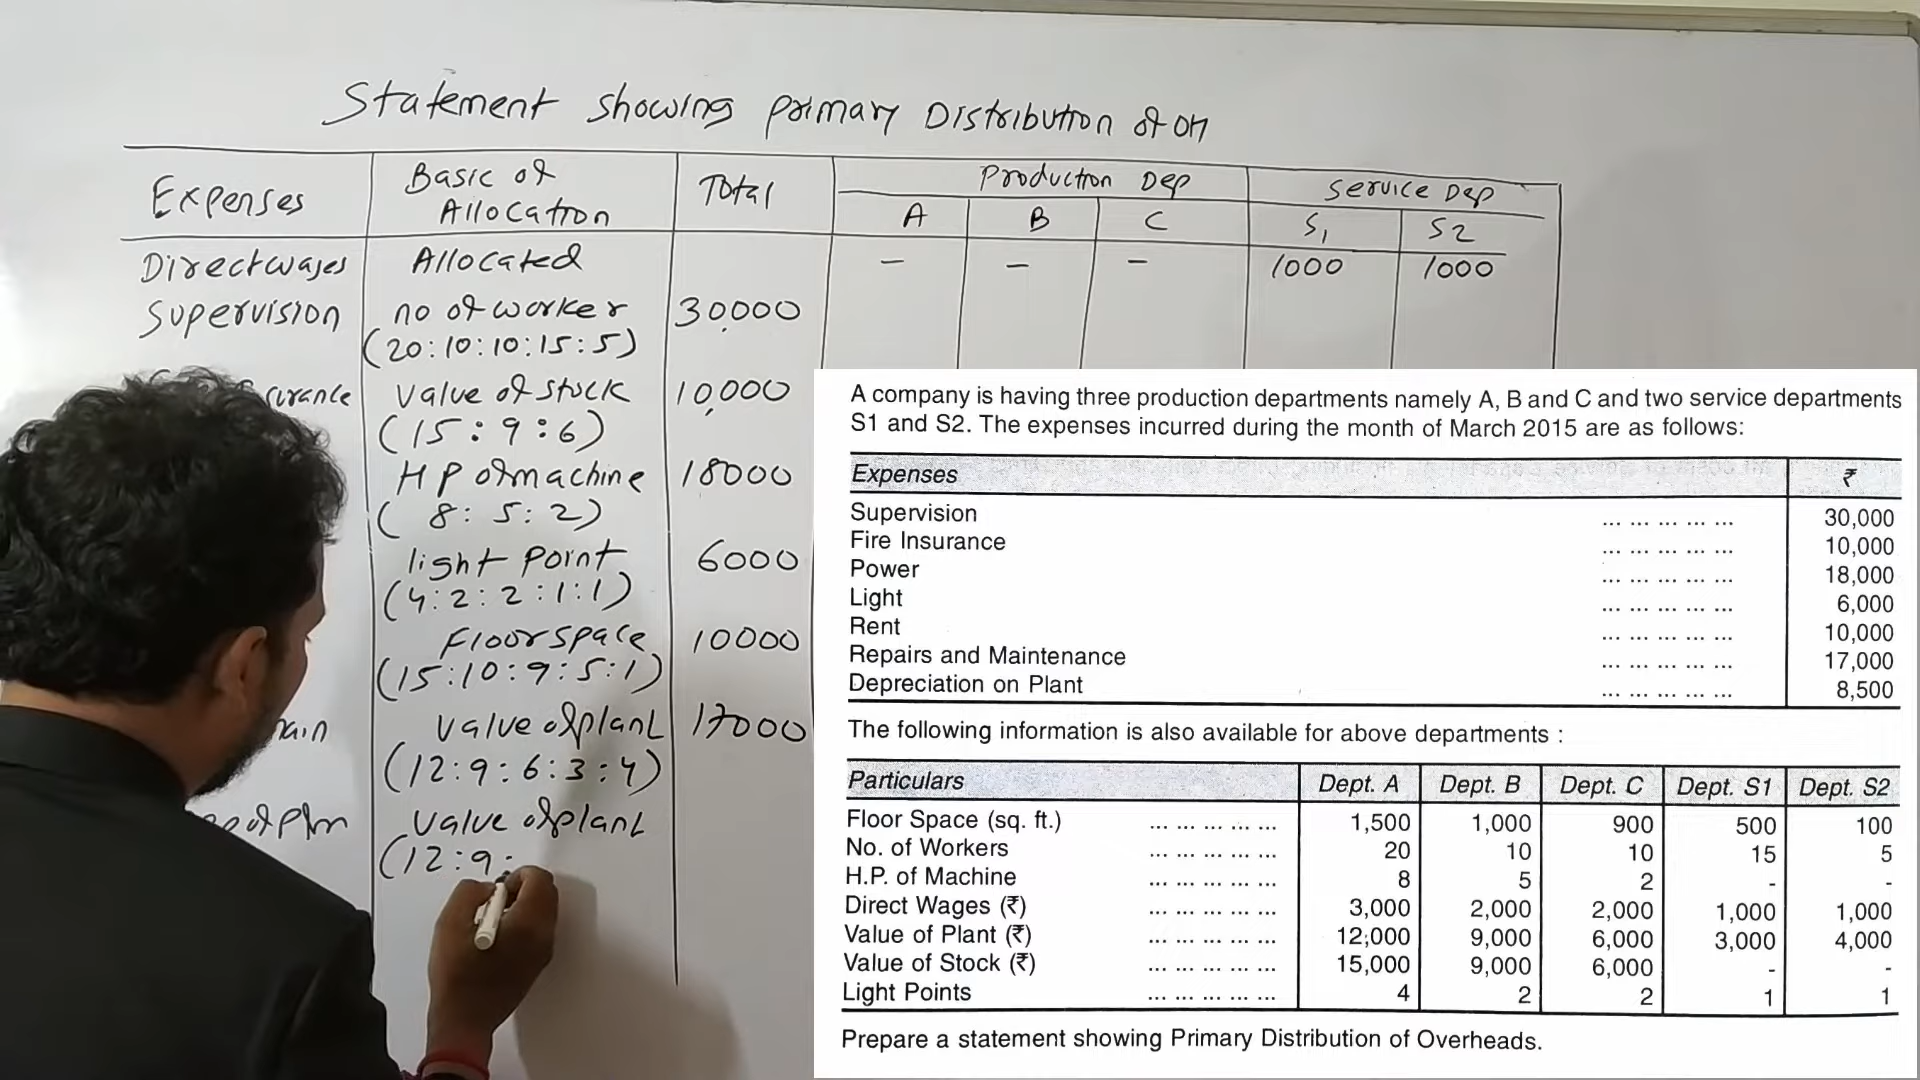 Statement showing primary Distribution of OH
Expenses Basic of Allocation Total Production Dep Service Dep
A B C S1 S2
Direct wages Allocated – – – 1000 1000
Supervision no of worker 30,000
(20:10:10:15:5)
urance value of stock 10,000
(15:9:6)
HP of machine 18000
(8:5:2)
light point 6000
(4:2:2:1:1)
Floor space 10000
(15:10:9:5:1)
ain value of plant 17000
(12:9:6:3:4)
value of plant
(12:9:
A company is having three production departments namely A, B and C and two service departments
S1 and S2. The expenses incurred during the month of March 2015 are as follows:
Expenses ₹
Supervision ... ... ... ... ... 30,000
Fire Insurance ... ... ... ... ... 10,000
Power ... ... ... ... ... 18,000
Light ... ... ... ... ... 6,000
Rent ... ... ... ... ... 10,000
Repairs and Maintenance ... ... ... ... ... 17,000
Depreciation on Plant ... ... ... ... ... 8,500
The following information is also available for above departments :
Particulars Dept. A Dept. B Dept. C Dept. S1 Dept. S2
Floor Space (sq. ft.) ... ... ... ... ... 1,500 1,000 900 500 100
No. of Workers ... ... ... ... ... 20 10 10 15 5
H.P. of Machine ... ... ... ... ... 8 5 2 - -
Direct Wages (₹) ... ... ... ... ... 3,000 2,000 2,000 1,000 1,000
Value of Plant (₹) ... ... ... ... ... 12;000 9,000 6,000 3,000 4,000
Value of Stock (₹) ... ... ... ... ... 15,000 9,000 6,000 - -
Light Points ... ... ... ... ... 4 2 2 1 1
Prepare a statement showing Primary Distribution of Overheads.